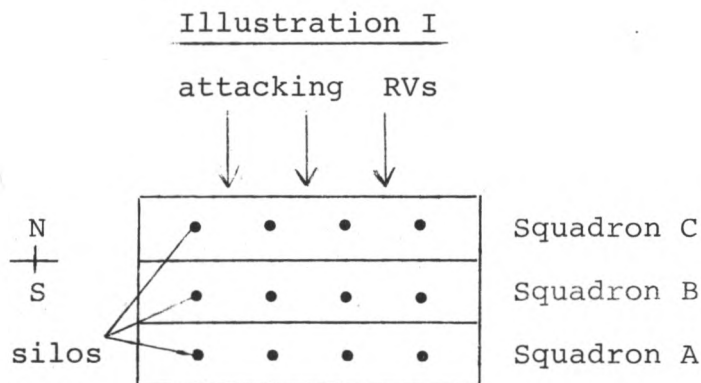 Illustration I
attacking RVs
N Squadron C
S Squadron B
silos Squadron A